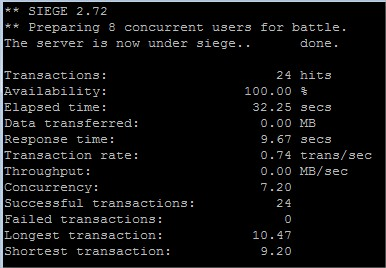 ** SIEGE 2.72
** Preparing 8 concurrent users for battle.
The server is now under siege.. done.
Transactions: 24 hits
Availability: 100.00 %
Elapsed time: 32.25 secs
Data transferred: 0.00 MB
Response time: 9.67 secs
Transaction rate: 0.74 trans/sec
Throughput: 0.00 MB/sec
Concurrency: 7.20
Successful transactions: 24
Failed transactions: 0
Longest transaction: 10.47
Shortest transaction: 9.20